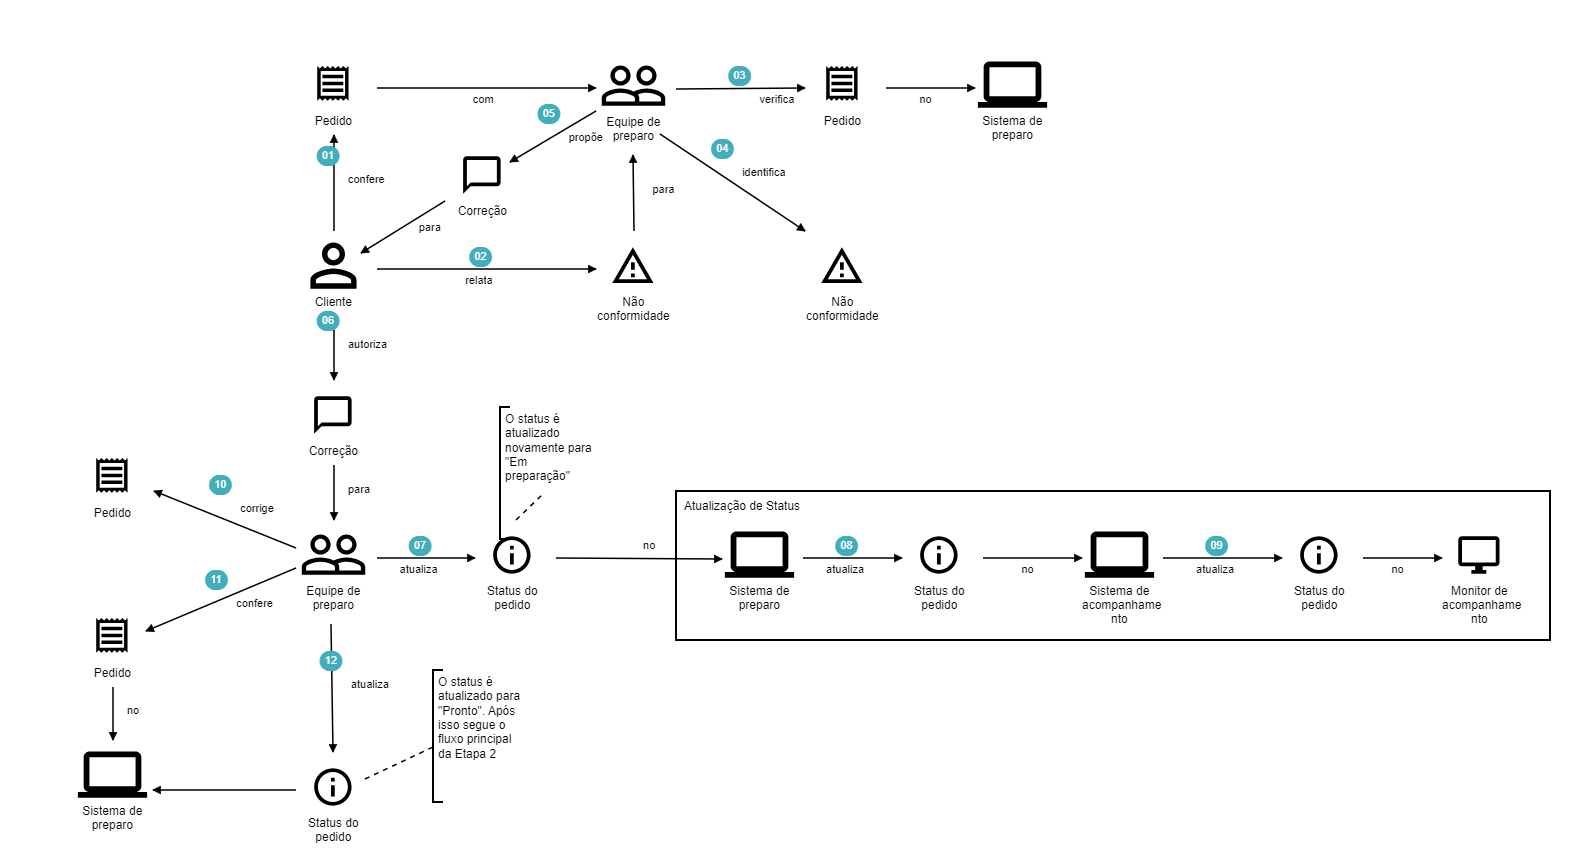 03
com
verifica
no
Pedido
05
Equipe de
preparo
Pedido
Sistema de
preparo
propõe
01
04
confere
identifica
para
Correção
para
02
relata
Cliente
Não
conformidade
Não
conformidade
06
autoriza
Correção
O status é
atualizado
novamente para
"Em
preparação"
para
10
corrige
Pedido
Atualização de Status
07
atualiza
no
08
atualiza
no
09
atualiza
no
11
confere
Equipe de
preparo
Status do
pedido
Sistema de
preparo
Status do
pedido
Sistema de
acompanhame
nto
Status do
pedido
Monitor de
acompanhame
nto
Pedido
12
atualiza
no
O status é
atualizado para
"Pronto". Após
isso segue o
fluxo principal
da Etapa 2
Sistema de
preparo
Status do
pedido